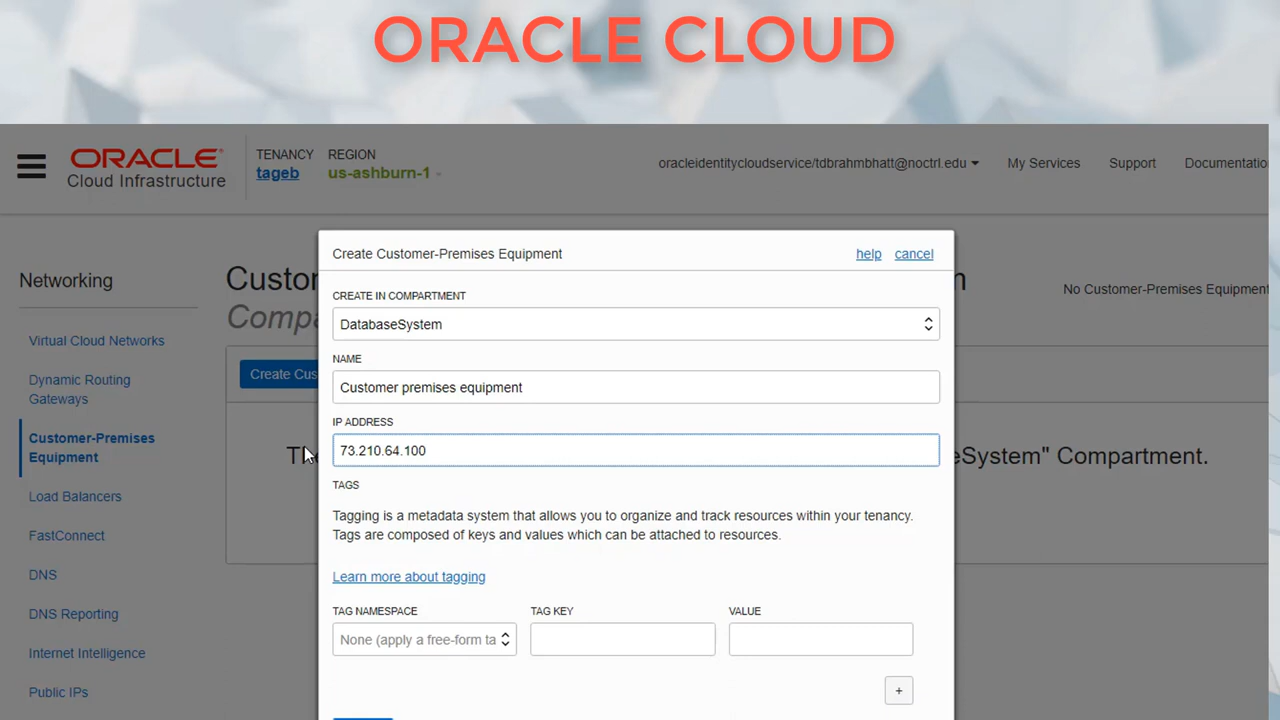 ORACLE CLOUD
ORACLE
Cloud Infrastructure
TENANCY
tageb
REGION
us-ashburn-1
oracleidentitycloudservice/tdbrahmbhatt@noctrl.edu
My Services
Support
Documentatio
Networking
Virtual Cloud Networks
Dynamic Routing
Gateways
Customer-Premises
Equipment
Load Balancers
FastConnect
DNS
DNS Reporting
Internet Intelligence
Public IPs
Custo
Compa
No Customer-Premises Equipment
Create Cus
eSystem" Compartment.
Create Customer-Premises Equipment
help
cancel
CREATE IN COMPARTMENT
DatabaseSystem
NAME
Customer premises equipment
IP ADDRESS
73.210.64.100
TAGS
Tagging is a metadata system that allows you to organize and track resources within your tenancy.
Tags are composed of keys and values which can be attached to resources.
Learn more about tagging
TAG NAMESPACE
TAG KEY
VALUE
None (apply a free-form ta
+